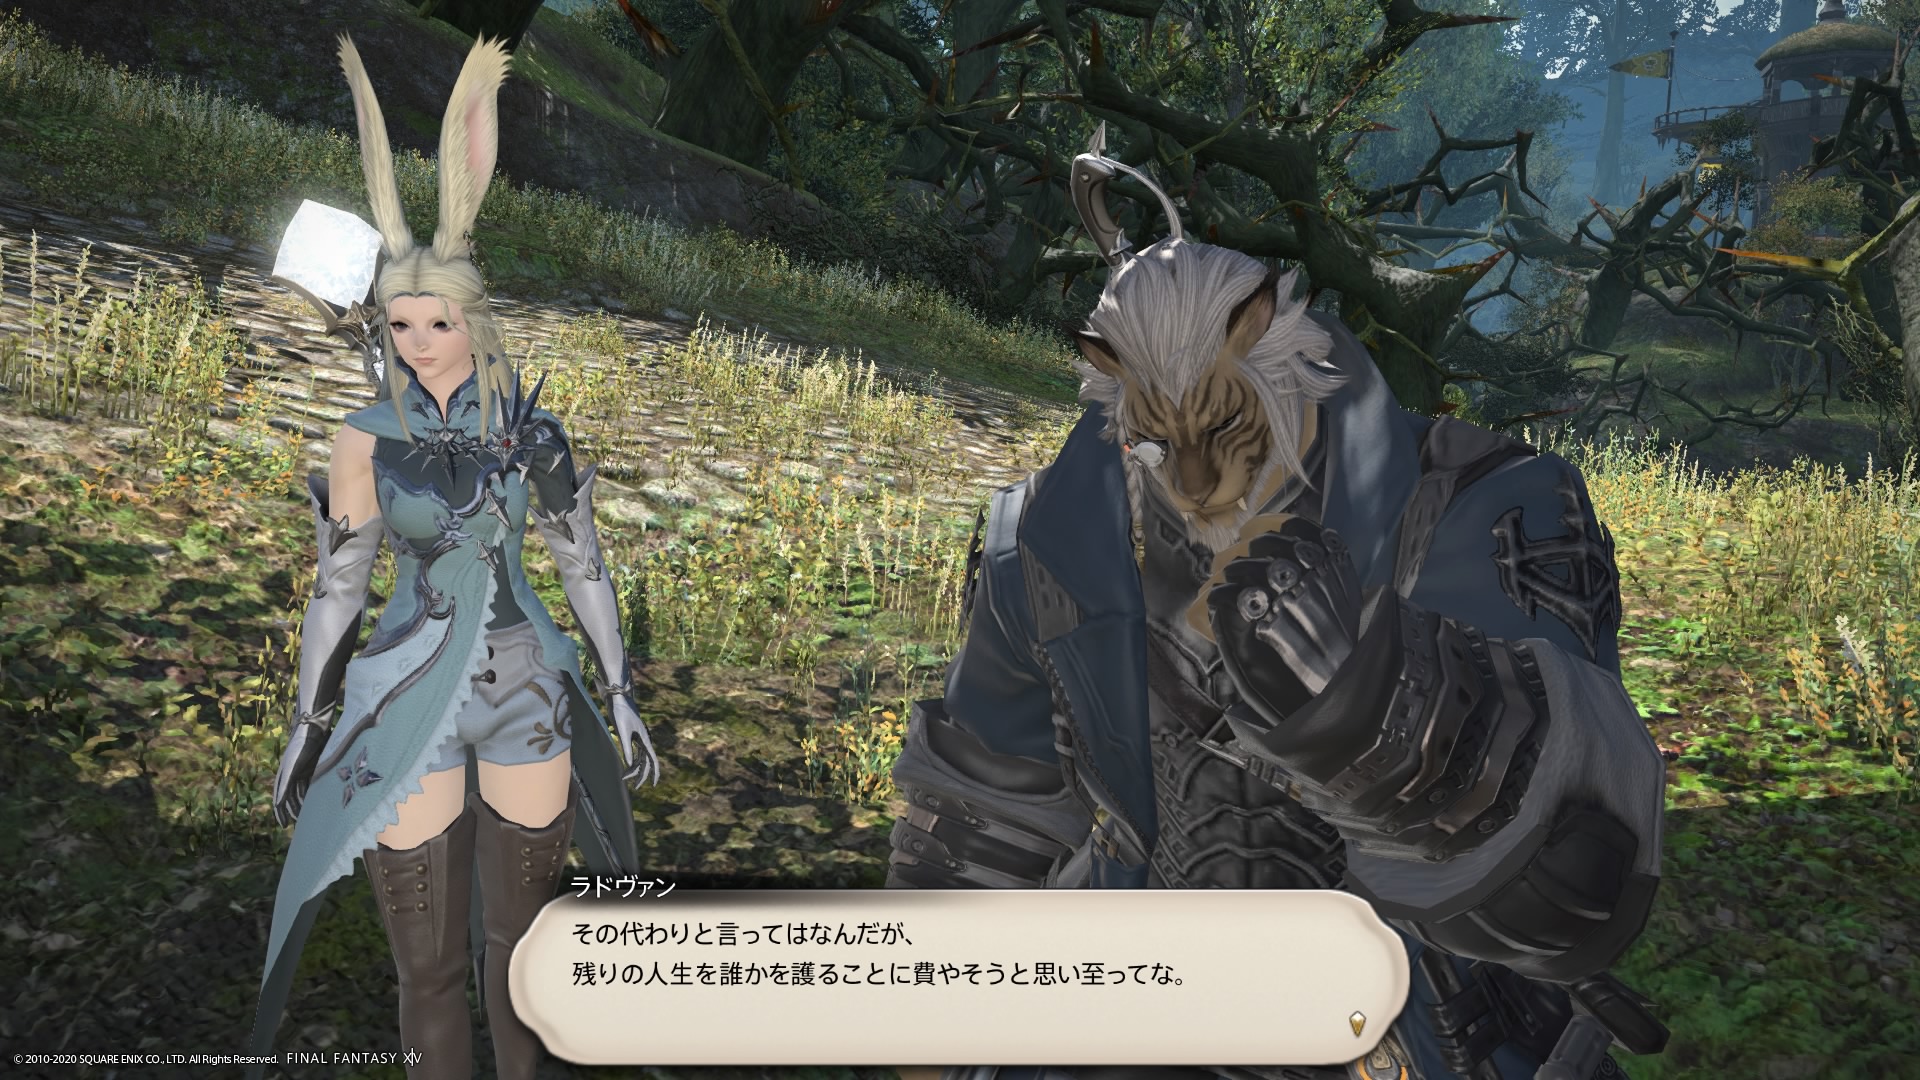 ラドヴァン
その代わりと言ってはなんだが、
残りの人生を誰かを護ることに費やそうと思い至ってな。
© 2010-2020 SQUARE ENIX CO., LTD. All Rights Reserved. FINAL FANTASY XIV